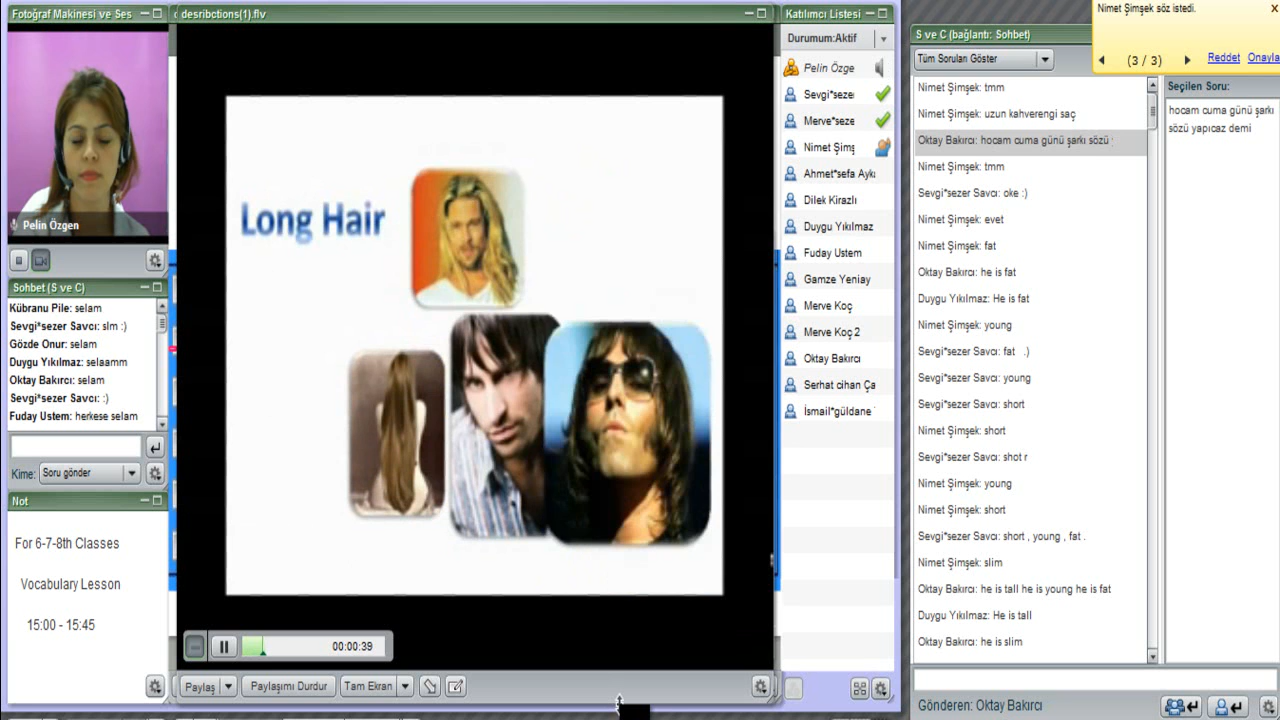 Fotoğraf Makinesi ve Ses
Pelin Özgen
Sohbet (S ve C)
Kübranu Pile: selam
Sevgi*sezer Savcı: slm :)
Gözde Onur: selam
Duygu Yıkılmaz: selaamm
Oktay Bakırcı: selam
Sevgi*sezer Savcı: :)
Fuday Ustem: herkese selam
Kime: Soru gönder
Not
For 6-7-8th Classes
Vocabulary Lesson
15:00 - 15:45
desribctions(1).flv
Long Hair
00:00:39
Paylaş
Paylaşımı Durdur
Tam Ekran
Katılımcı Listesi
Durumum:Aktif
Pelin Özge
Sevgi*sezer
Merve*seze
Nimet Şimş
Ahmet*sefa Aykı
Dilek Kirazlı
Duygu Yıkılmaz
Fuday Ustem
Gamze Yeniay
Merve Koç
Merve Koç 2
Oktay Bakırcı
Serhat cihan Ça
İsmail*güldane
S ve C (bağlantı: Sohbet)
Tüm Soruları Göster
Nimet Şimşek: tmm
Nimet Şimşek: uzun kahverengi saç
Oktay Bakırcı: hocam cuma günü şarkı sözü
Nimet Şimşek: tmm
Sevgi*sezer Savcı: oke :)
Nimet Şimşek: evet
Nimet Şimşek: fat
Oktay Bakırcı: he is fat
Duygu Yıkılmaz: He is fat
Nimet Şimşek: young
Sevgi*sezer Savcı: fat .)
Sevgi*sezer Savcı: young
Sevgi*sezer Savcı: short
Nimet Şimşek: short
Sevgi*sezer Savcı: shot r
Nimet Şimşek: young
Nimet Şimşek: short
Sevgi*sezer Savcı: short , young , fat .
Nimet Şimşek: slim
Oktay Bakırcı: he is tall he is young he is fat
Duygu Yıkılmaz: He is tall
Oktay Bakırcı: he is slim
Gönderen: Oktay Bakırcı
Nimet Şimşek söz istedi.
X
(3 / 3)
Reddet
Onayla
Seçilen Soru:
hocam cuma günü şarkı
sözü yapıcaz demi